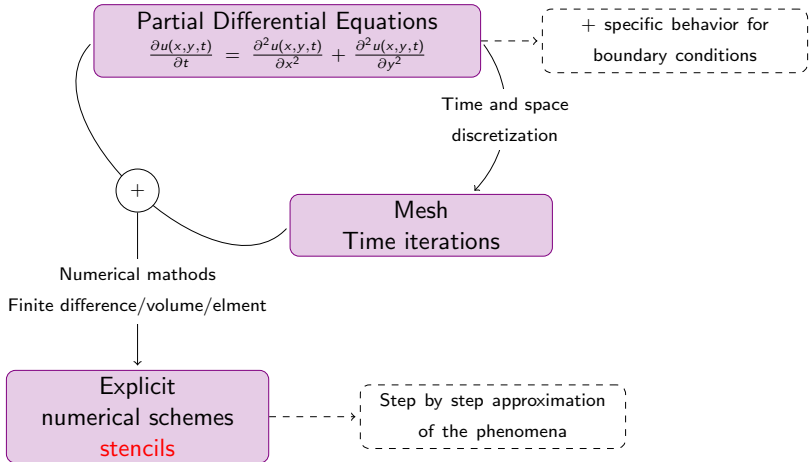 Partial Differential Equations
∂u(x,y,t)/∂t = ∂²u(x,y,t)/∂x² + ∂²u(x,y,t)/∂y²
+ specific behavior for
boundary conditions
Time and space
discretization
+
Mesh
Time iterations
Numerical mathods
Finite difference/volume/elment
Explicit
numerical schemes
stencils
Step by step approximation
of the phenomena